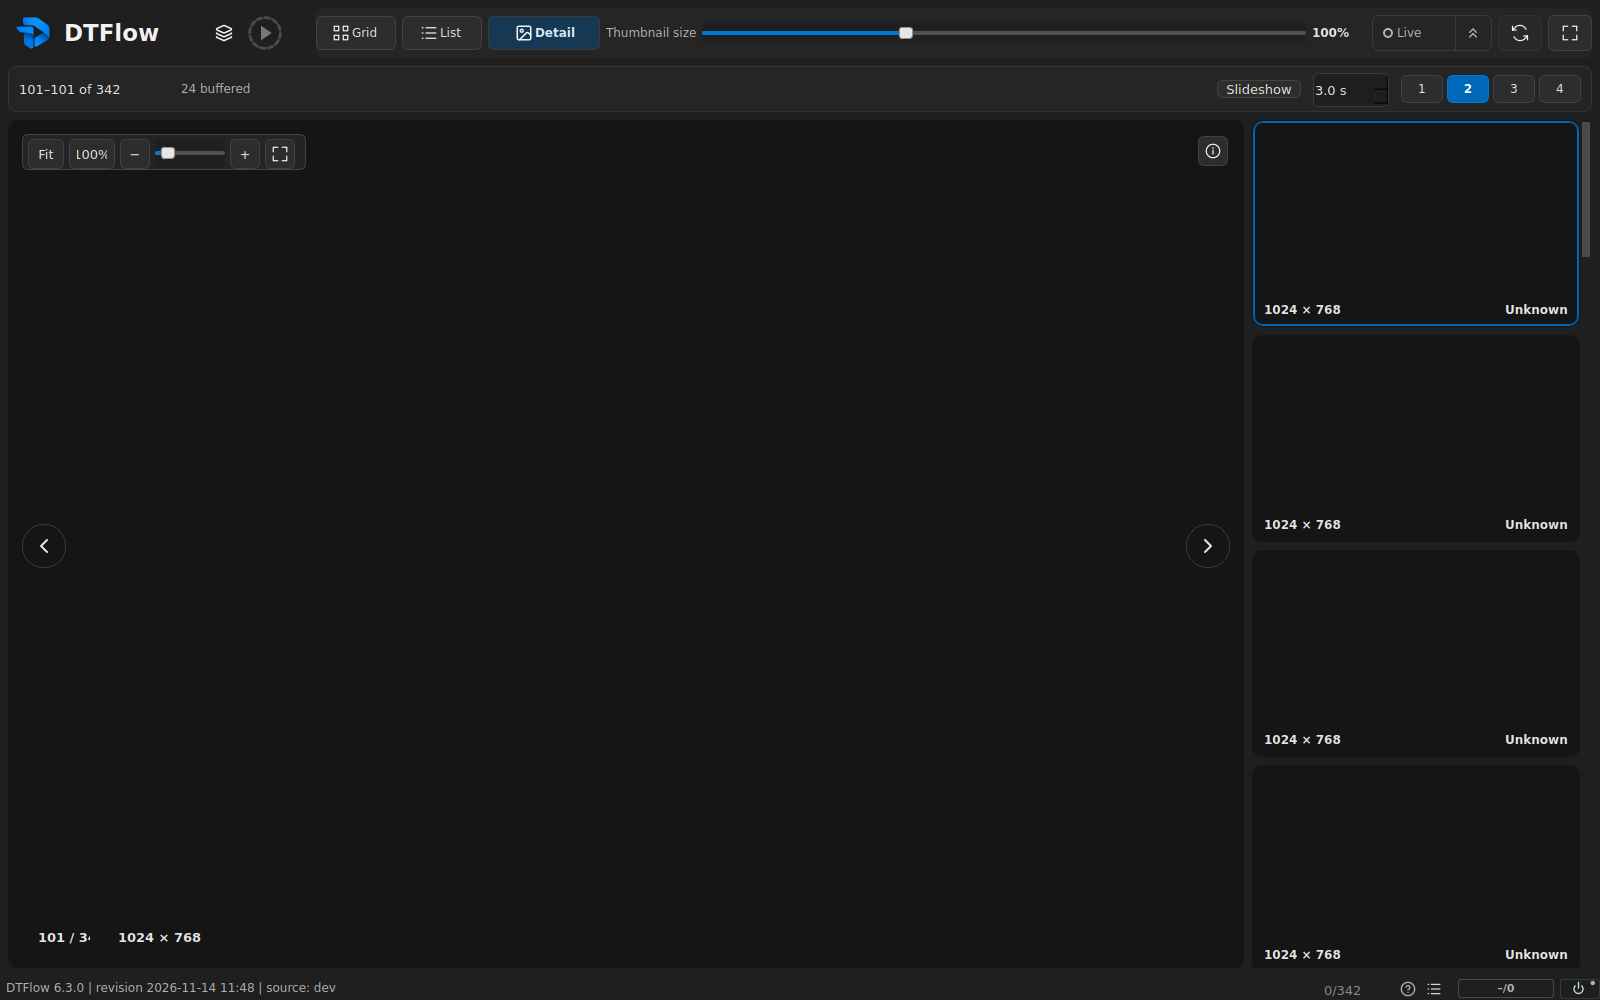 DTFlow
Grid
List
Detail
Thumbnail size
100%
Live
101–101 of 342
24 buffered
Slideshow
3.0 s
1
2
3
4
Fit
100%
−
+
1024 × 768 Unknown
1024 × 768 Unknown
1024 × 768 Unknown
1024 × 768 Unknown
101 / 34
1024 × 768
DTFlow 6.3.0 | revision 2026-11-14 11:48 | source: dev
0/342
–/0